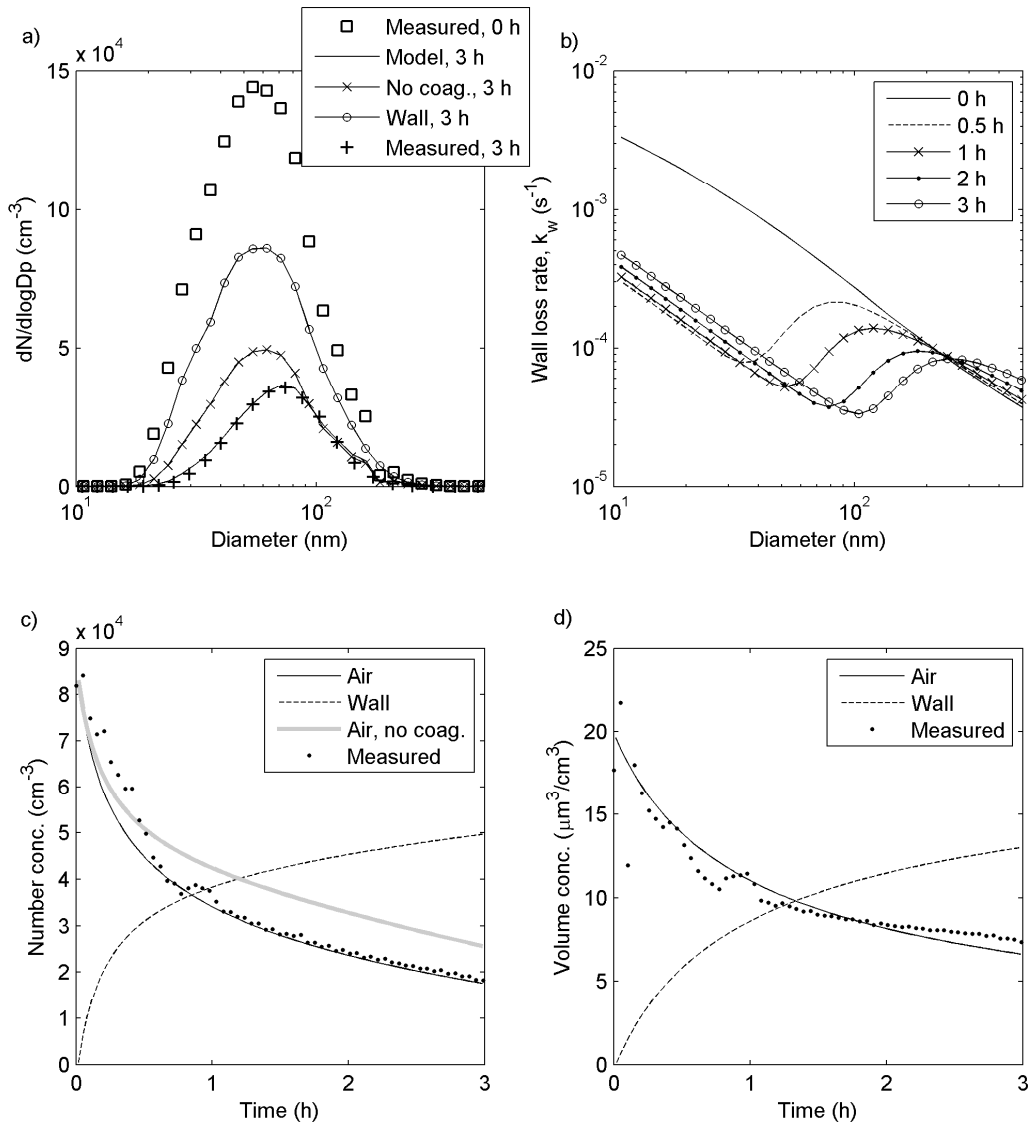 a)
x 10^4
Measured, 0 h
Model, 3 h
No coag., 3 h
Wall, 3 h
Measured, 3 h
15
10
5
0
10^1
10^2
dN/dlogDp (cm^-3)
Diameter (nm)
b)
0 h
0.5 h
1 h
2 h
3 h
10^-2
10^-3
10^-4
10^-5
10^1
10^2
Wall loss rate, k_w (s^-1)
Diameter (nm)
c)
x 10^4
Air
Wall
Air, no coag.
Measured
9
8
7
6
5
4
3
2
1
0
0
1
2
3
Number conc. (cm^-3)
Time (h)
d)
Air
Wall
Measured
25
20
15
10
5
0
0
1
2
3
Volume conc. (μm^3/cm^3)
Time (h)